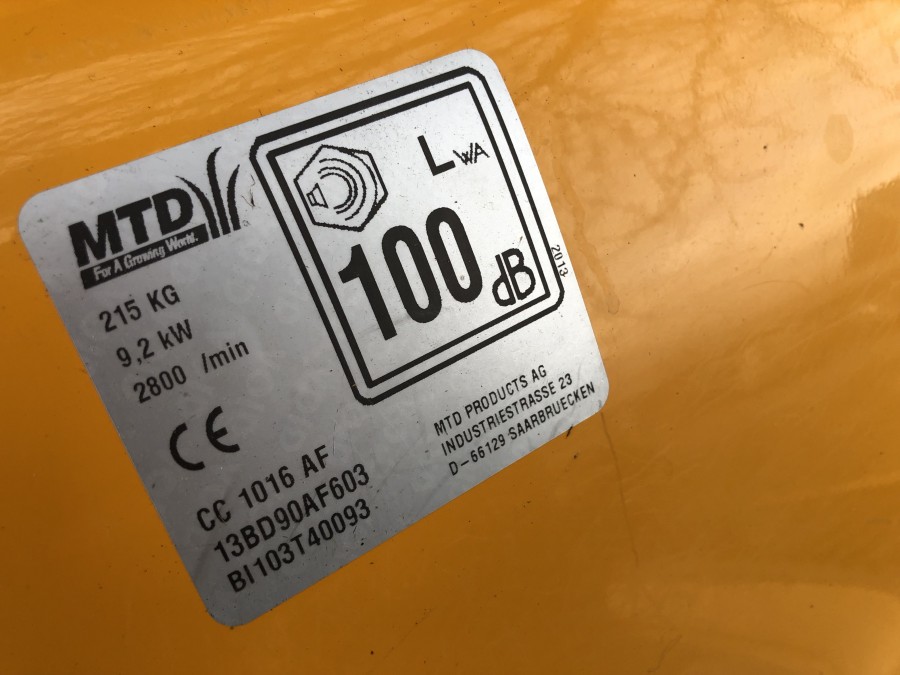 MTD
For A Growing World.
215 KG
9,2 kW
2800 /min
CE
CC 1016 AF
13BD90AF603
BI103T40093
LWA
100
dB
2013
MTD PRODUCTS AG
INDUSTRIESTRASSE 23
D-66129 SAARBRUECKEN